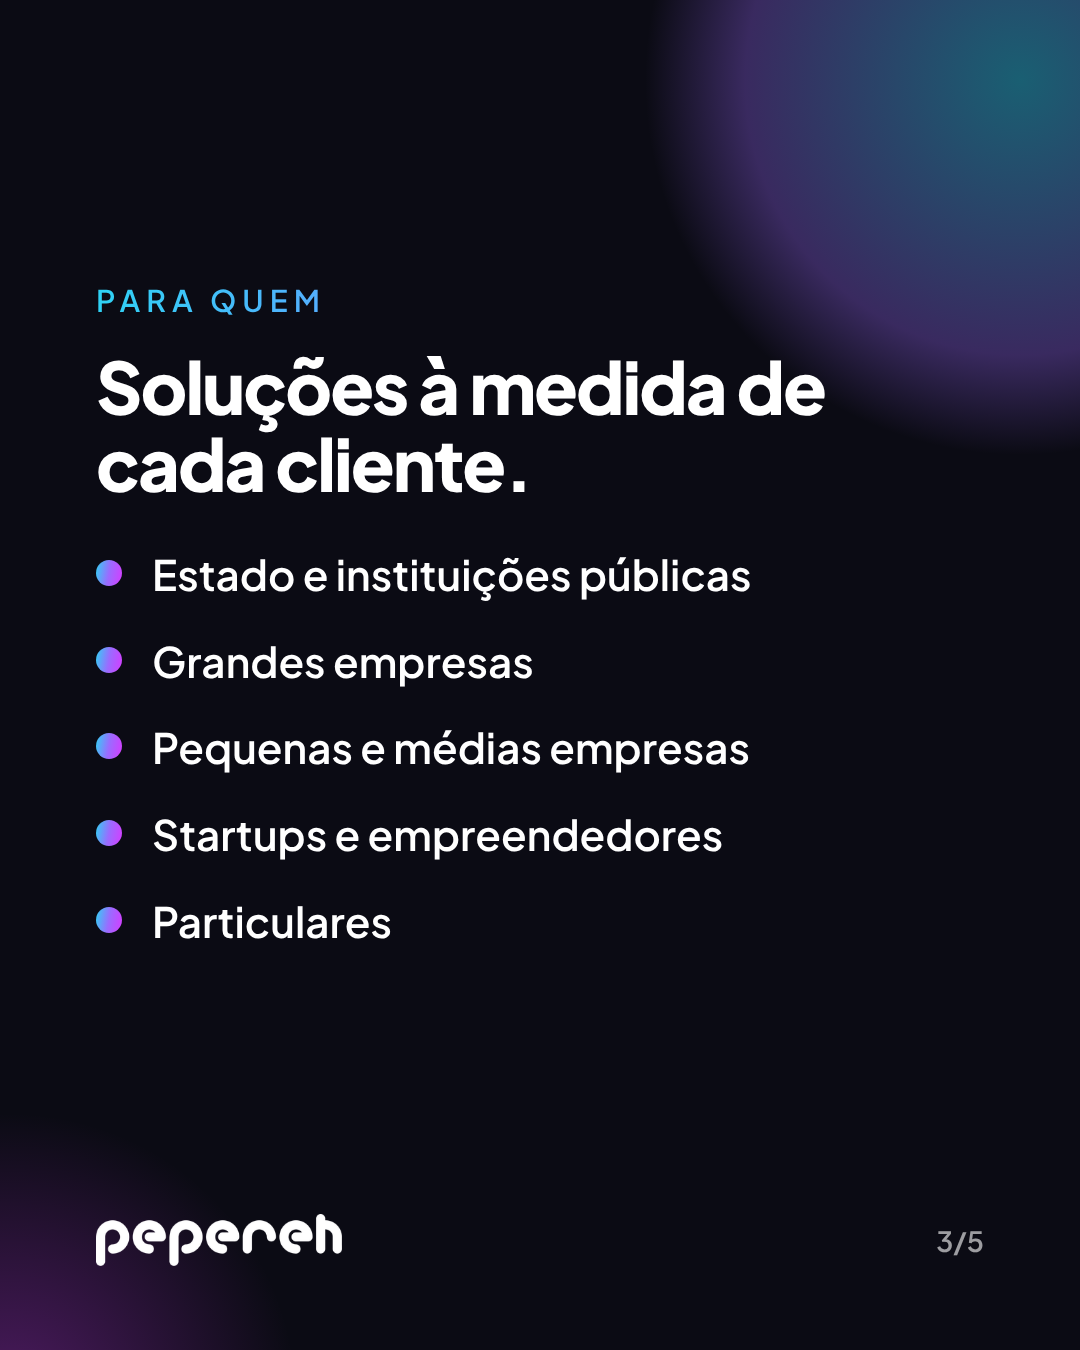 PARA QUEM
Soluções à medida de
cada cliente.
Estado e instituições públicas
Grandes empresas
Pequenas e médias empresas
Startups e empreendedores
Particulares
pepereh
3/5